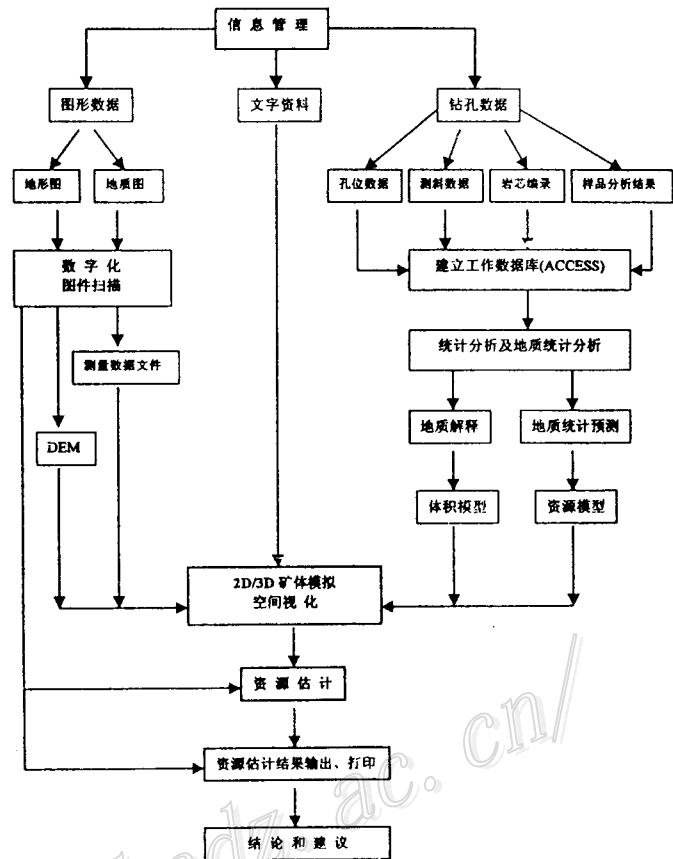 信息管理
图形数据
文字资料
钻孔数据
地形图
地质图
孔位数据
测斜数据
岩芯编录
样品分析结果
数字化
图件扫描
建立工作数据库(ACCESS)
统计分析及地质统计分析
测量数据文件
DEM
地质解释
地质统计预测
体积模型
资源模型
2D/3D 矿体模拟
空间视化
资源估计
资源估计结果输出、打印
结论和建议
ac.cn/